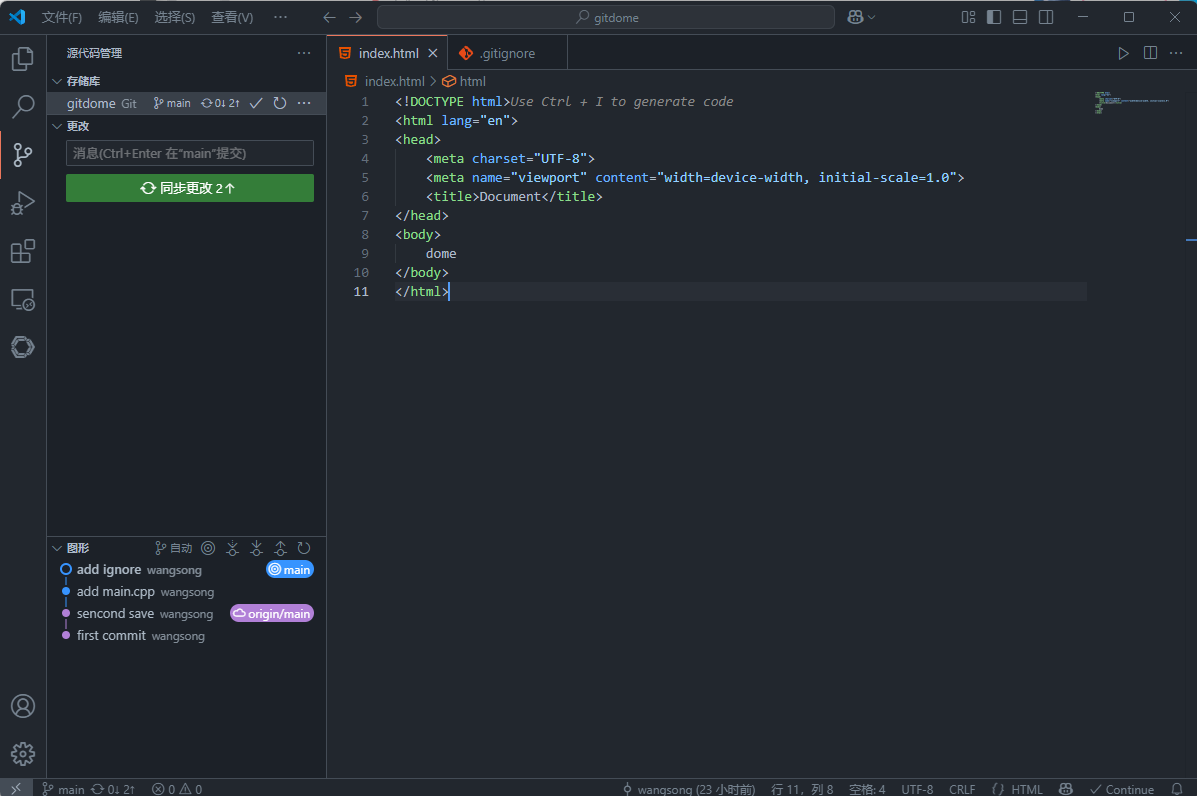 文件(F) 编辑(E) 选择(S) 查看(V) ··· gitdome
源代码管理 ···
存储库
gitdome Git main 0↓ 2↑ ···
更改
消息(Ctrl+Enter 在"main"提交)
同步更改 2↑
index.html .gitignore ···
index.html > html
1 <!DOCTYPE html>Use Ctrl + I to generate code
2 <html lang="en">
3 <head>
4 <meta charset="UTF-8">
5 <meta name="viewport" content="width=device-width, initial-scale=1.0">
6 <title>Document</title>
7 </head>
8 <body>
9 dome
10 </body>
11 </html>
图形 自动
add ignore wangsong main
add main.cpp wangsong
sencond save wangsong origin/main
first commit wangsong
main 0↓ 2↑ 0 0 wangsong (23 小时前) 行 11，列 8 空格: 4 UTF-8 CRLF {} HTML Continue